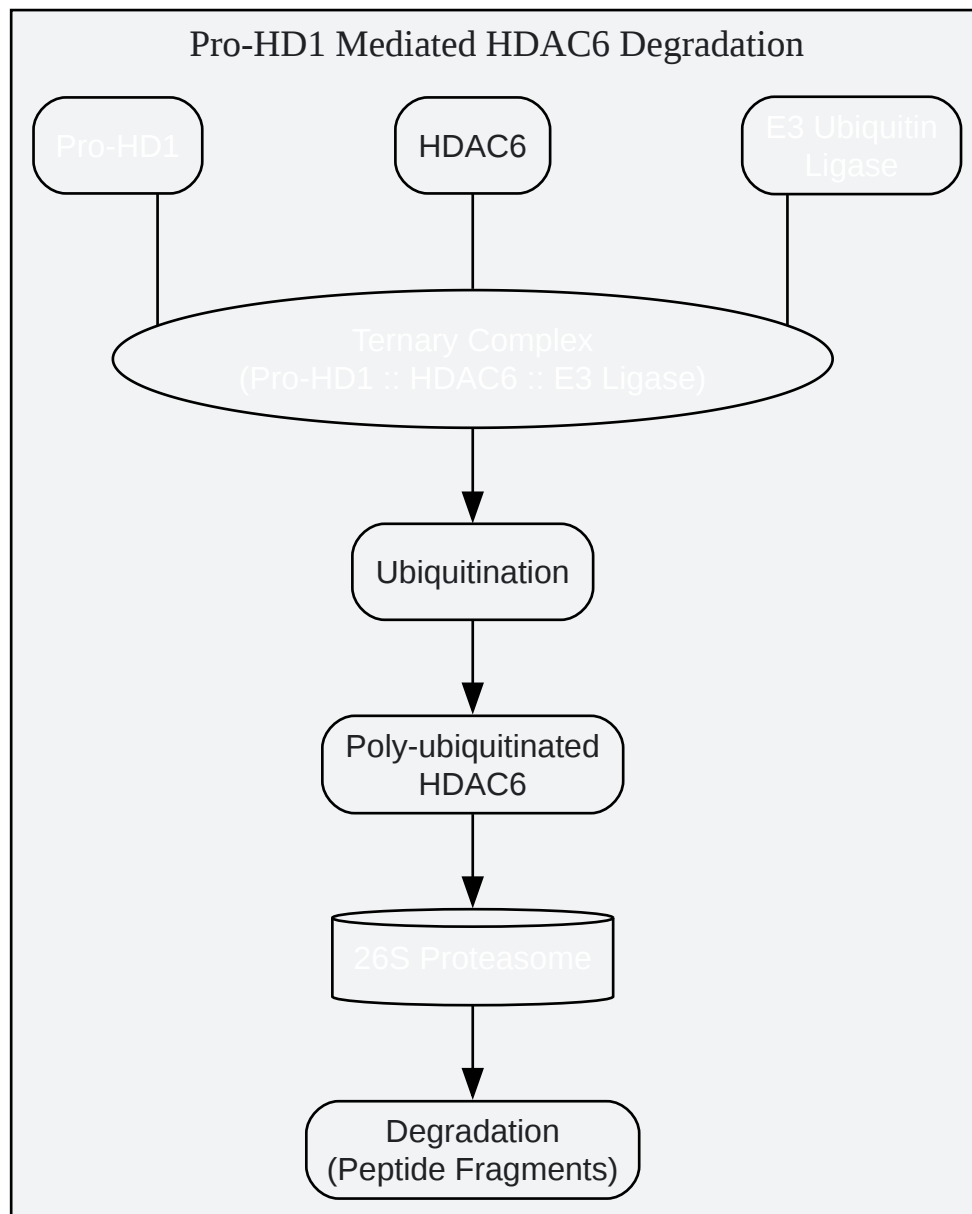 Pro-HD1 Mediated HDAC6 Degradation
Pro-HD1
HDAC6
E3 Ubiquitin
Ligase
Ternary Complex
(Pro-HD1 :: HDAC6 :: E3 Ligase)
Ubiquitination
Poly-ubiquitinated
HDAC6
26S Proteasome
Degradation
(Peptide Fragments)